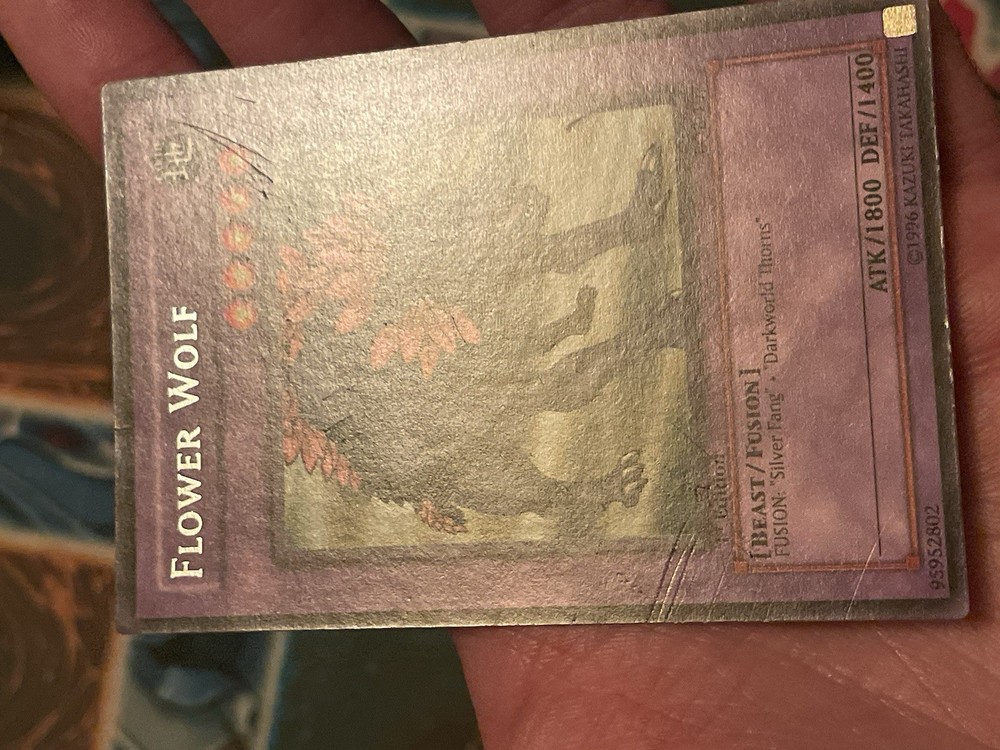 FLOWER WOLF
地
Edition
[BEAST/FUSION]
FUSION: "Silver Fang" + "Darkworld Thorns"
ATK/1800 DEF/1400
95952802
©1996 KAZUKI TAKAHASHI